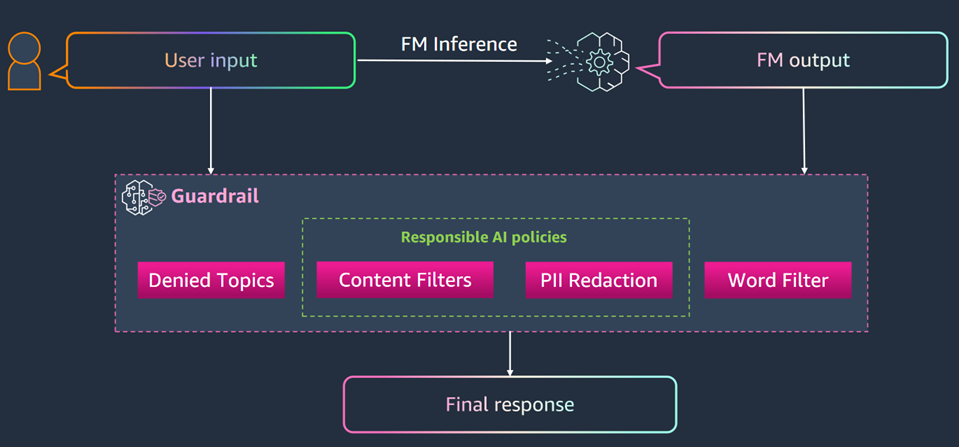 User input
FM Inference
FM output
Guardrail
Responsible AI policies
Denied Topics
Content Filters
PII Redaction
Word Filter
Final response